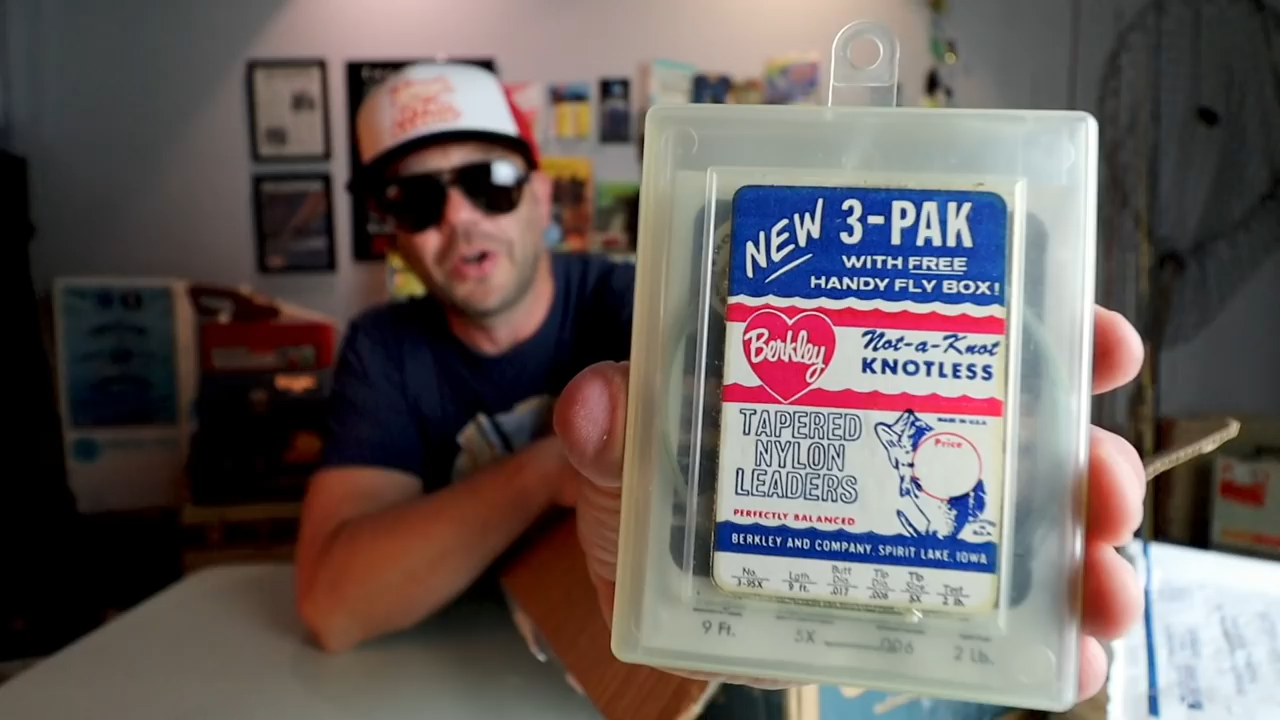 NEW 3-PAK
WITH FREE
HANDY FLY BOX!
Berkley
Not-a-Knot
KNOTLESS
TAPERED
NYLON
LEADERS
MADE IN U.S.A.
Price
PERFECTLY BALANCED
BERKLEY AND COMPANY, SPIRIT LAKE, IOWA
No. Lgth. Butt Dia. Tip Dia. Tip Size Test
3-95X 9 ft. .017 .006 5X 2 lb.
9 Ft. 5X .006 2 Lb.